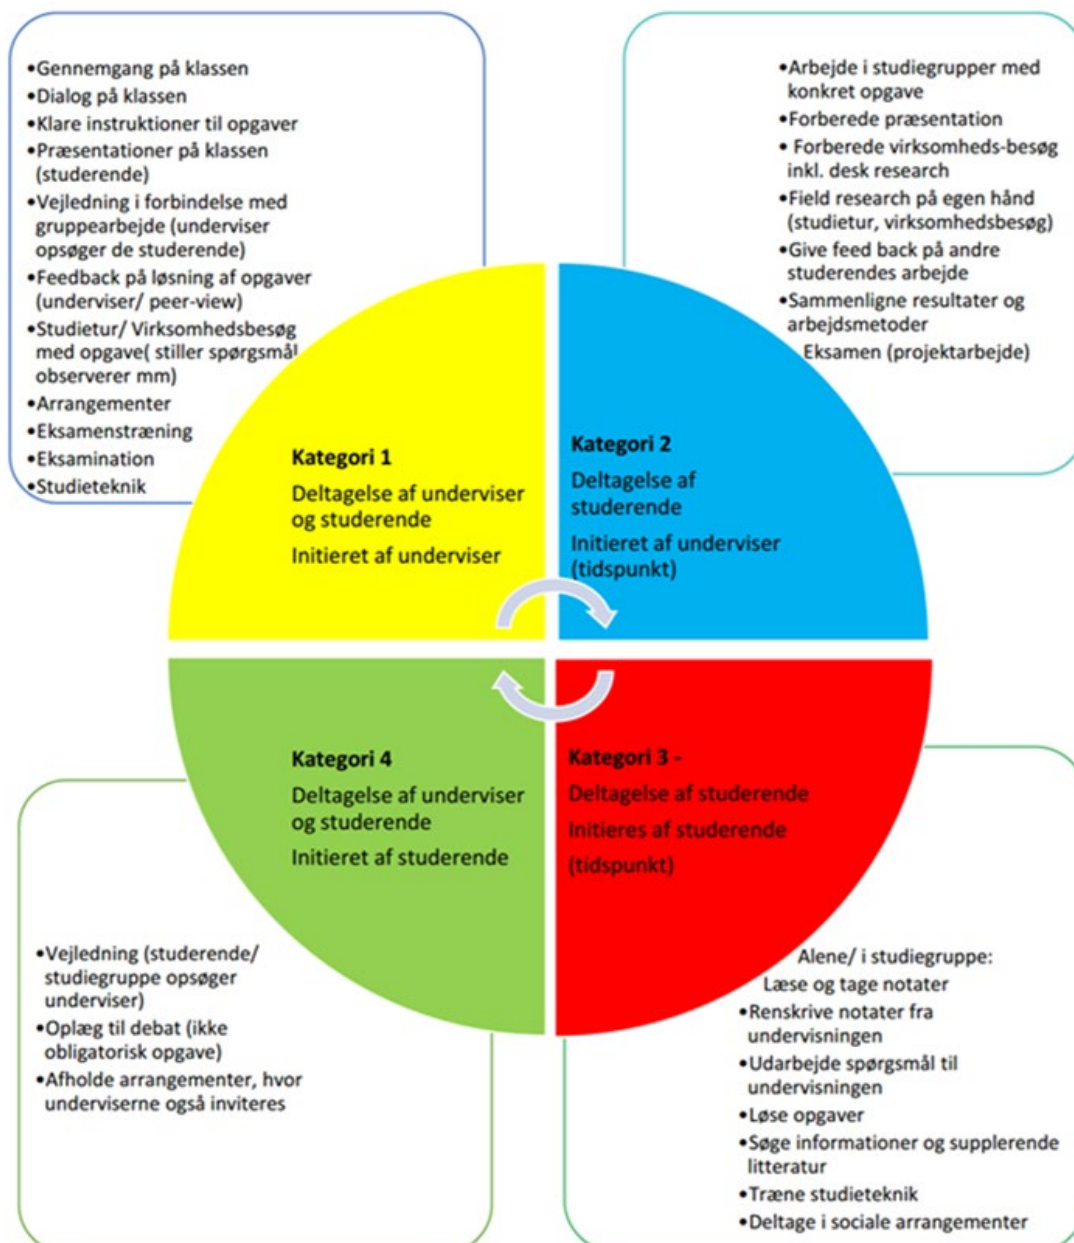 •Gennemgang på klassen
•Dialog på klassen
•Klare instruktioner til opgaver
•Præsentationer på klassen
(studerende)
•Vejledning i forbindelse med
gruppearbejde (underviser
opsøger de studerende)
•Feedback på løsning af opgaver
(underviser/ peer-view)
•Studietur/ Virksomhedsbesøg
med opgave( stiller spørgsmål
observerer mm)
•Arrangementer
•Eksamenstræning
•Eksamination
•Studieteknik
•Arbejde i studiegrupper med
konkret opgave
•Forberede præsentation
• Forberede virksomheds-besøg
inkl. desk research
•Field research på egen hånd
(studietur, virksomhedsbesøg)
•Give feed back på andre
studerendes arbejde
•Sammenligne resultater og
arbejdsmetoder
Eksamen (projektarbejde)
Kategori 1
Deltagelse af underviser
og studerende
Initieret af underviser
Kategori 2
Deltagelse af
studerende
Initieret af underviser
(tidspunkt)
Kategori 4
Deltagelse af underviser
og studerende
Initieret af studerende
Kategori 3 -
Deltagelse af studerende
Initieres af studerende
(tidspunkt)
•Vejledning (studerende/
studiegruppe opsøger
underviser)
•Oplæg til debat (ikke
obligatorisk opgave)
•Afholde arrangementer, hvor
underviserne også inviteres
Alene/ i studiegruppe:
Læse og tage notater
•Renskrive notater fra
undervisningen
•Udarbejde spørgsmål til
undervisningen
•Løse opgaver
•Søge informationer og supplerende
litteratur
•Træne studieteknik
•Deltage i sociale arrangementer